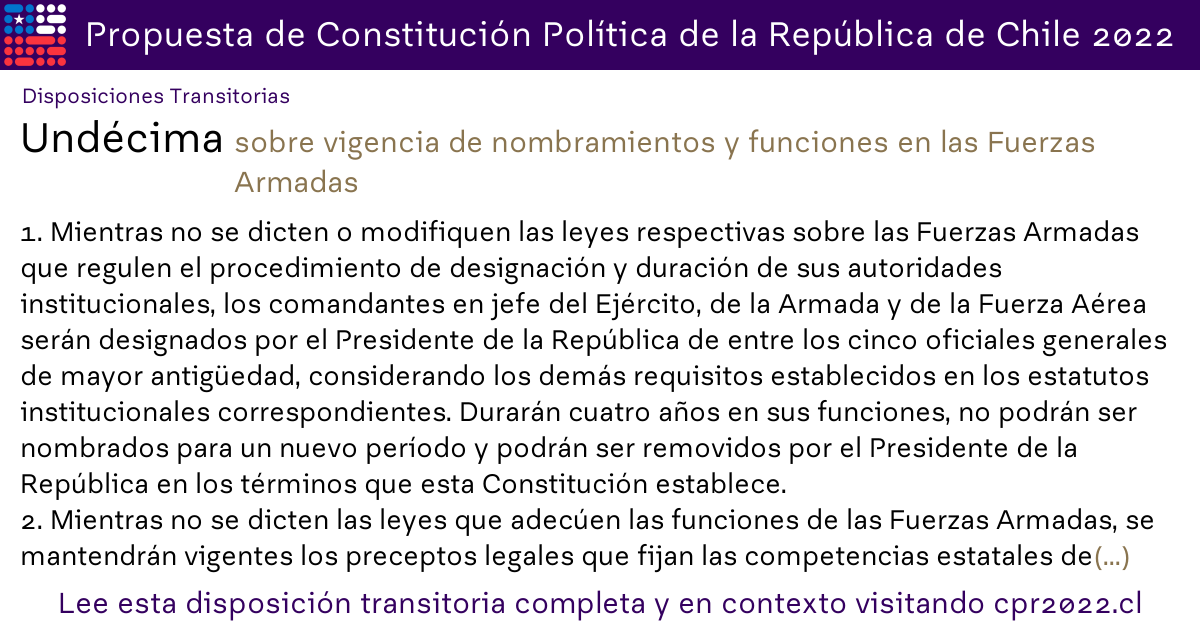 Propuesta de Constitución Política de la República de Chile 2022
Disposiciones Transitorias
Undécima sobre vigencia de nombramientos y funciones en las Fuerzas
Armadas
1. Mientras no se dicten o modifiquen las leyes respectivas sobre las Fuerzas Armadas
que regulen el procedimiento de designación y duración de sus autoridades
institucionales, los comandantes en jefe del Ejército, de la Armada y de la Fuerza Aérea
serán designados por el Presidente de la República de entre los cinco oficiales generales
de mayor antigüedad, considerando los demás requisitos establecidos en los estatutos
institucionales correspondientes. Durarán cuatro años en sus funciones, no podrán ser
nombrados para un nuevo período y podrán ser removidos por el Presidente de la
República en los términos que esta Constitución establece.
2. Mientras no se dicten las leyes que adecúen las funciones de las Fuerzas Armadas, se
mantendrán vigentes los preceptos legales que fijan las competencias estatales de(...)
Lee esta disposición transitoria completa y en contexto visitando cpr2022.cl